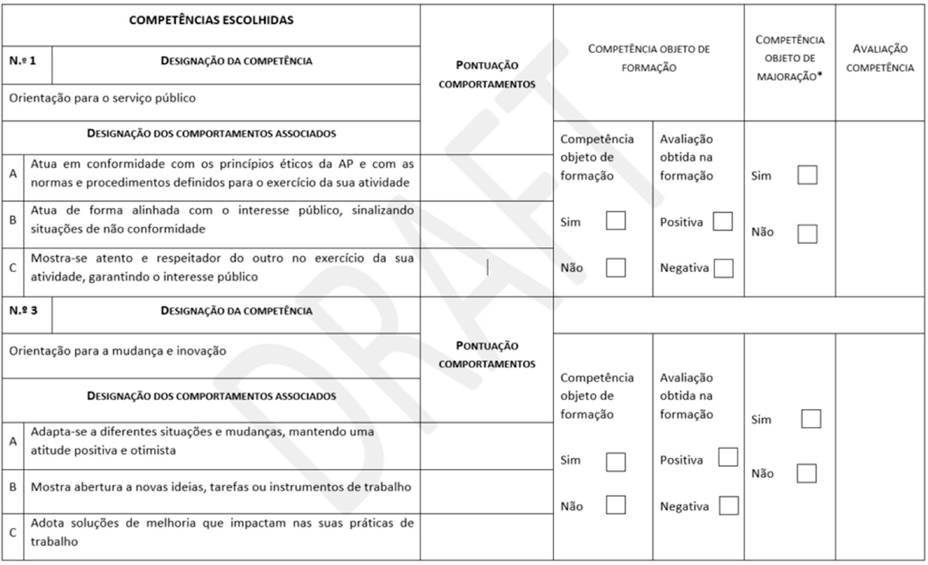 COMPETÊNCIAS ESCOLHIDAS
PONTUAÇÃO
COMPORTAMENTOS
COMPETÊNCIA OBJETO DE
FORMAÇÃO
COMPETÊNCIA
OBJETO DE
MAJORAÇÃO*
AVALIAÇÃO
COMPETÊNCIA
N.º 1
DESIGNAÇÃO DA COMPETÊNCIA
Orientação para o serviço público
DESIGNAÇÃO DOS COMPORTAMENTOS ASSOCIADOS
Competência
objeto de
formação
Sim
Não
Avaliação
obtida na
formação
Positiva
Negativa
Sim
Não
A
Atua em conformidade com os princípios éticos da AP e com as
normas e procedimentos definidos para o exercício da sua atividade
B
Atua de forma alinhada com o interesse público, sinalizando
situações de não conformidade
C
Mostra-se atento e respeitador do outro no exercício da sua
atividade, garantindo o interesse público
N.º 3
DESIGNAÇÃO DA COMPETÊNCIA
PONTUAÇÃO
COMPORTAMENTOS
Orientação para a mudança e inovação
DESIGNAÇÃO DOS COMPORTAMENTOS ASSOCIADOS
Competência
objeto de
formação
Sim
Não
Avaliação
obtida na
formação
Positiva
Negativa
Sim
Não
A
Adapta-se a diferentes situações e mudanças, mantendo uma
atitude positiva e otimista
B
Mostra abertura a novas ideias, tarefas ou instrumentos de trabalho
C
Adota soluções de melhoria que impactam nas suas práticas de
trabalho
DRAFT